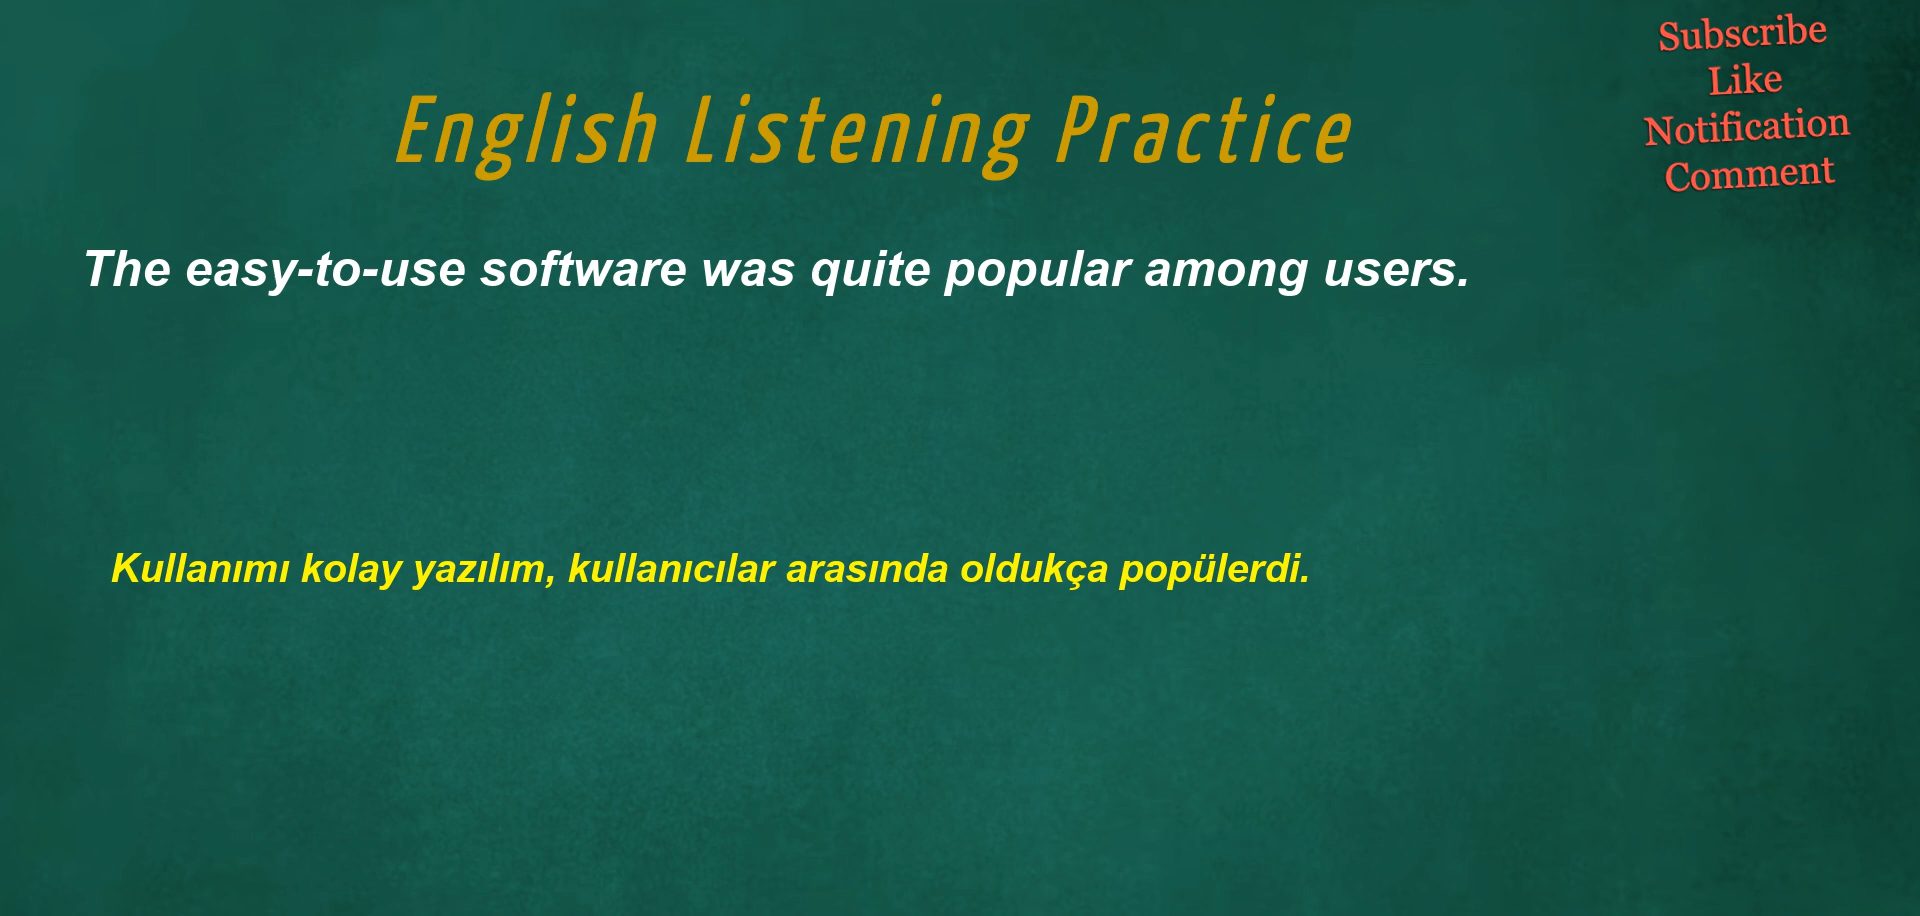 English Listening Practice
Subscribe
Like
Notification
Comment
The easy-to-use software was quite popular among users.
Kullanımı kolay yazılım, kullanıcılar arasında oldukça popülerdi.